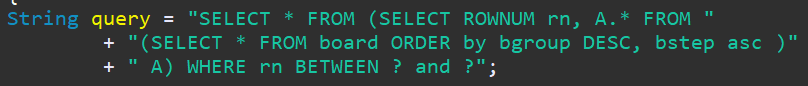 String query = "SELECT * FROM (SELECT ROWNUM rn, A.* FROM "
+ "(SELECT * FROM board ORDER by bgroup DESC, bstep asc )"
+ " A) WHERE rn BETWEEN ? and ?";